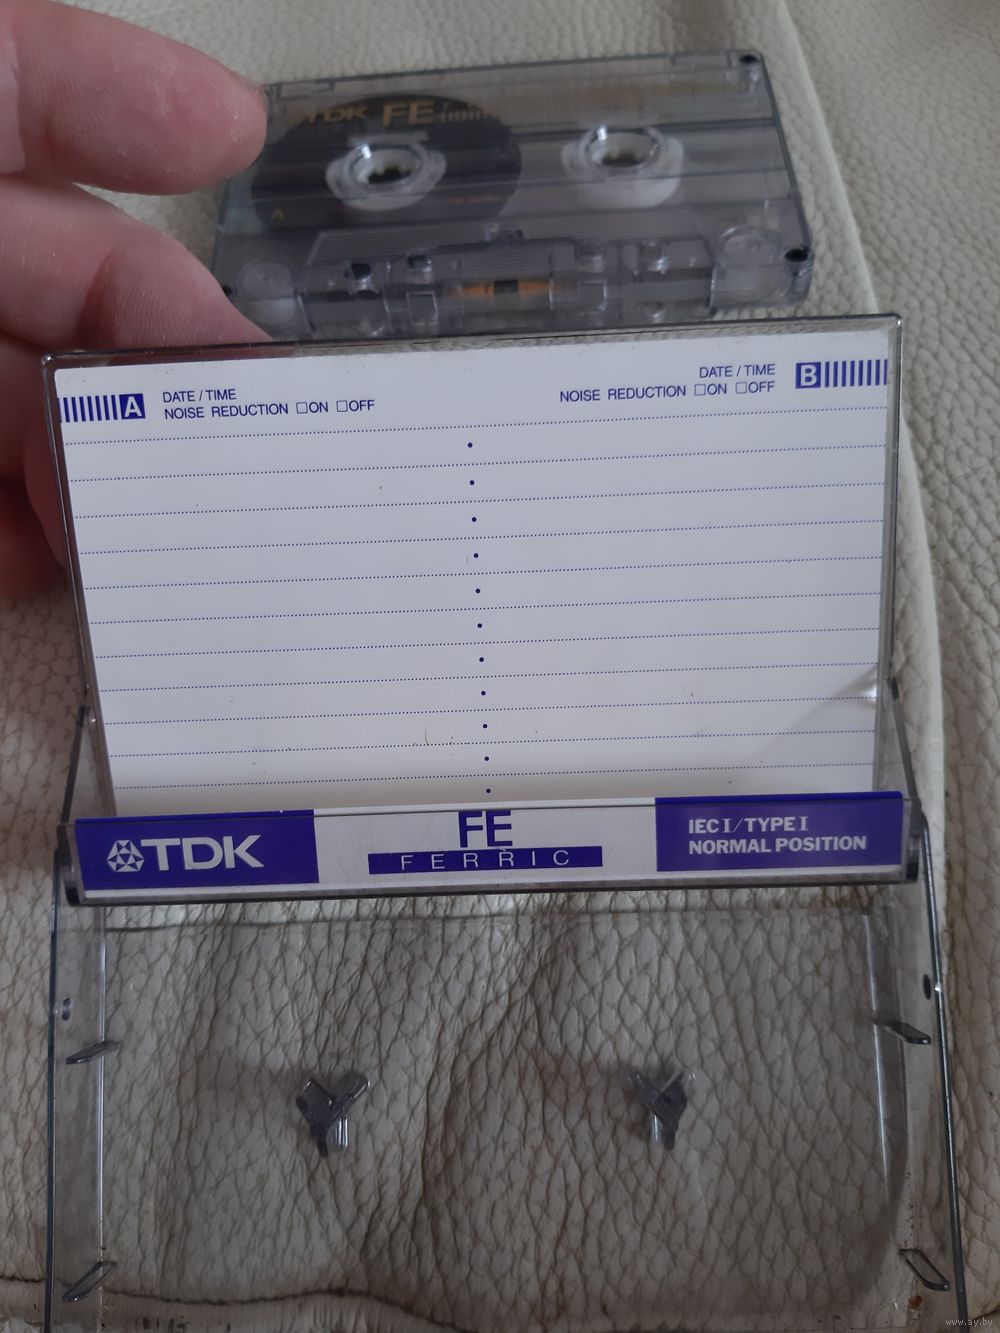 TDK FE
A
A DATE / TIME
NOISE REDUCTION ☐ON ☐OFF
DATE / TIME B
NOISE REDUCTION ☐ON ☐OFF
TDK
FE
FERRIC
IEC I / TYPE I
NORMAL POSITION
www.ay.by